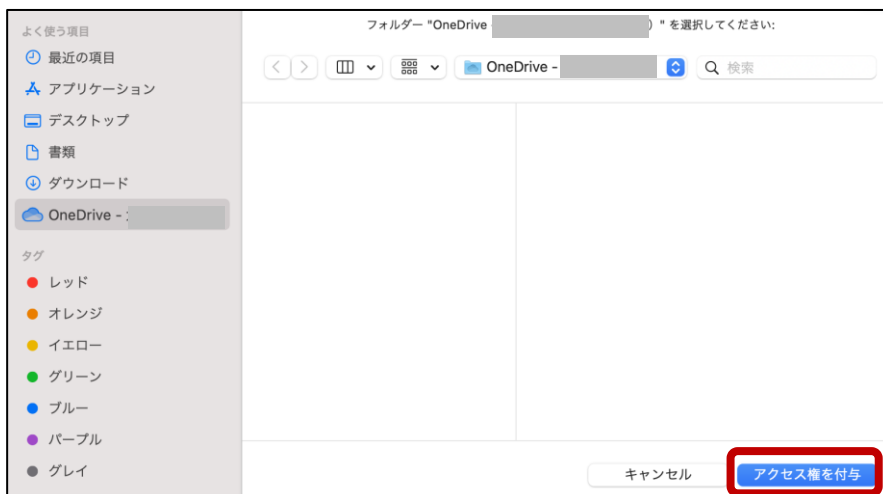 よく使う項目
最近の項目
アプリケーション
デスクトップ
書類
ダウンロード
OneDrive -
タグ
レッド
オレンジ
イエロー
グリーン
ブルー
パープル
グレイ
フォルダー "OneDrive ) " を選択してください:
OneDrive -
検索
キャンセル
アクセス権を付与